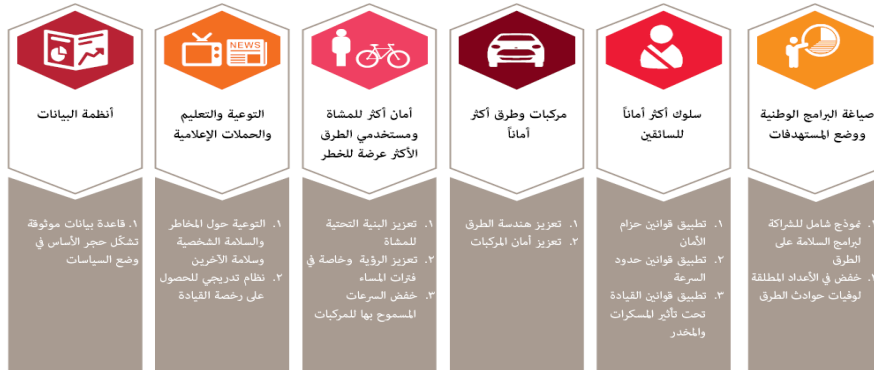 صياغة البرامج الوطنية
ووضع المستهدفات
١. نموذج شامل للشراكة
لبرامج السلامة على
الطرق
٢. خفض في الأعداد المطلقة
لوفيات حوادث الطرق
سلوك أكثر أماناً
للسائقين
١. تطبيق قوانين حزام
الأمان
٢. تطبيق قوانين حدود
السرعة
٣. تطبيق قوانين القيادة
تحت تأثير المسكرات
والمخدر
مركبات وطرق أكثر
أماناً
١. تعزيز هندسة الطرق
٢. تعزيز أمان المركبات
أمان أكثر للمشاة
ومستخدمي الطرق
الأكثر عرضة للخطر
١. تعزيز البنية التحتية
للمشاة
٢. تعزيز الرؤية وخاصة في
فترات المساء
٣. خفض السرعات
المسموح بها للمركبات
NEWS
التوعية والتعليم
والحملات الإعلامية
١. التوعية حول المخاطر
والسلامة الشخصية
وسلامة الآخرين
٢. نظام تدريجي للحصول
على رخصة القيادة
أنظمة البيانات
١. قاعدة بيانات موثوقة
تشكّل حجر الأساس في
وضع السياسات